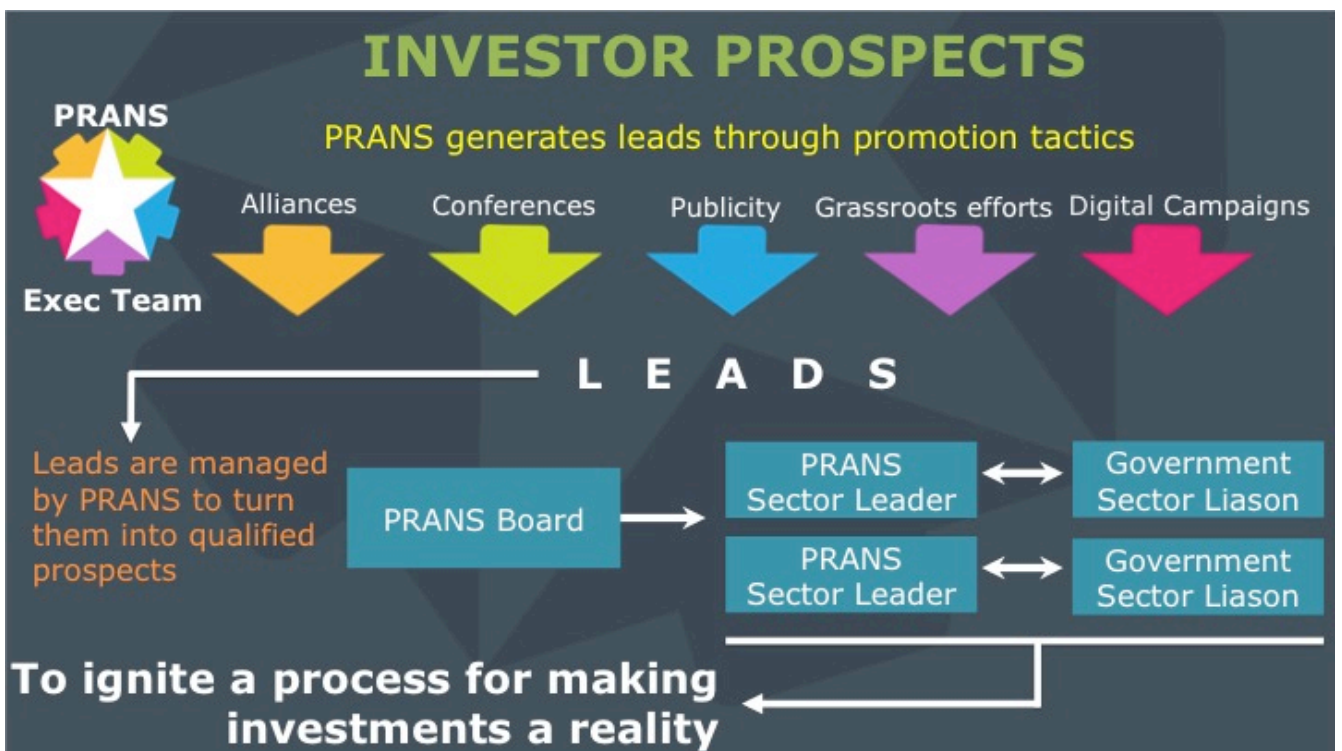 INVESTOR PROSPECTS
PRANS
PRANS generates leads through promotion tactics
Alliances
Conferences
Publicity
Grassroots efforts
Digital Campaigns
Exec Team
L E A D S
Leads are managed
by PRANS to turn
them into qualified
prospects
PRANS Board
PRANS
Sector Leader
Government
Sector Liason
PRANS
Sector Leader
Government
Sector Liason
To ignite a process for making
investments a reality